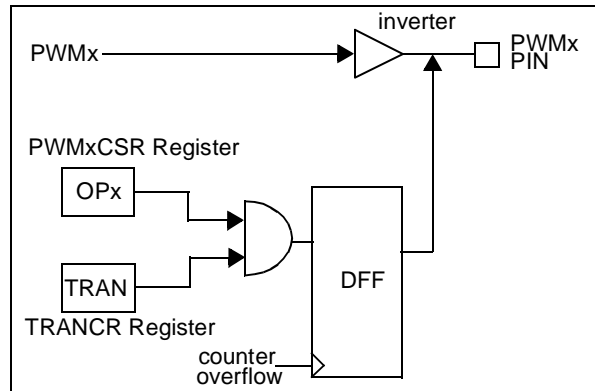 inverter
PWMx
PWMx
PIN
PWMxCSR Register
OPx
TRAN
DFF
TRANCR Register
counter
overflow